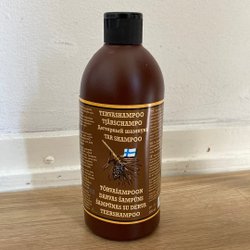 TERVASHAMPOO
TJÄRSCHAMPO
Дегтярный шампунь
TAR SHAMPOO
TÕRVAŠAMPOON
DARVAS ŠAMPŪNS
ŠAMPŪNAS SU DERVA
TEERSHAMPOO